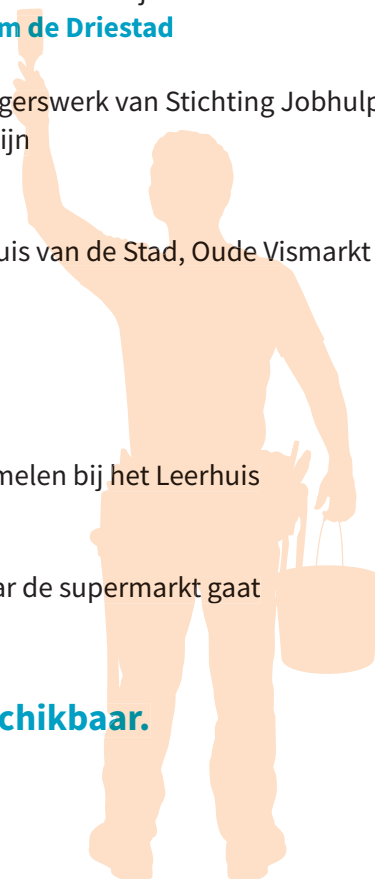 m de Driestad
gerswerk van Stichting Jobhulp
ijn
uis van de Stad, Oude Vismarkt
melen bij het Leerhuis
ar de supermarkt gaat
chikbaar.